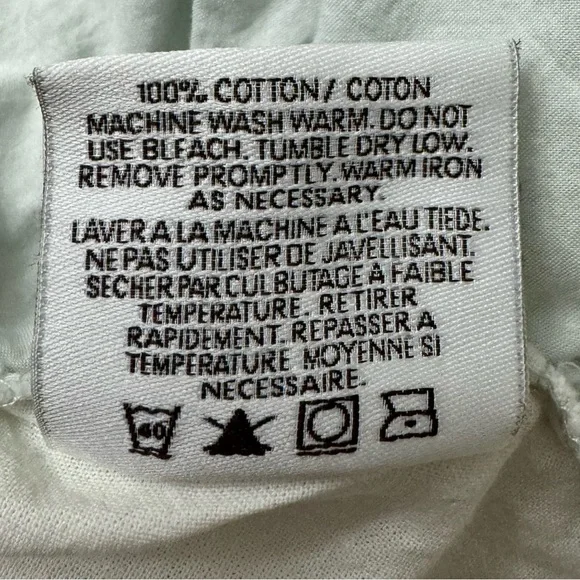 100% COTTON/ COTON
MACHINE WASH WARM. DO NOT
USE BLEACH. TUMBLE DRY LOW.
REMOVE PROMPTLY. WARM IRON
AS NECESSARY.
LAVER A LA MACHINE A L'EAU TIEDE.
NE PAS UTILISER DE JAVELLISANT.
SECHER PAR CULBUTAGE A FAIBLE
TEMPERATURE. RETIRER
RAPIDEMENT. REPASSER A
TEMPERATURE MOYENNE SI
NECESSAIRE.
40